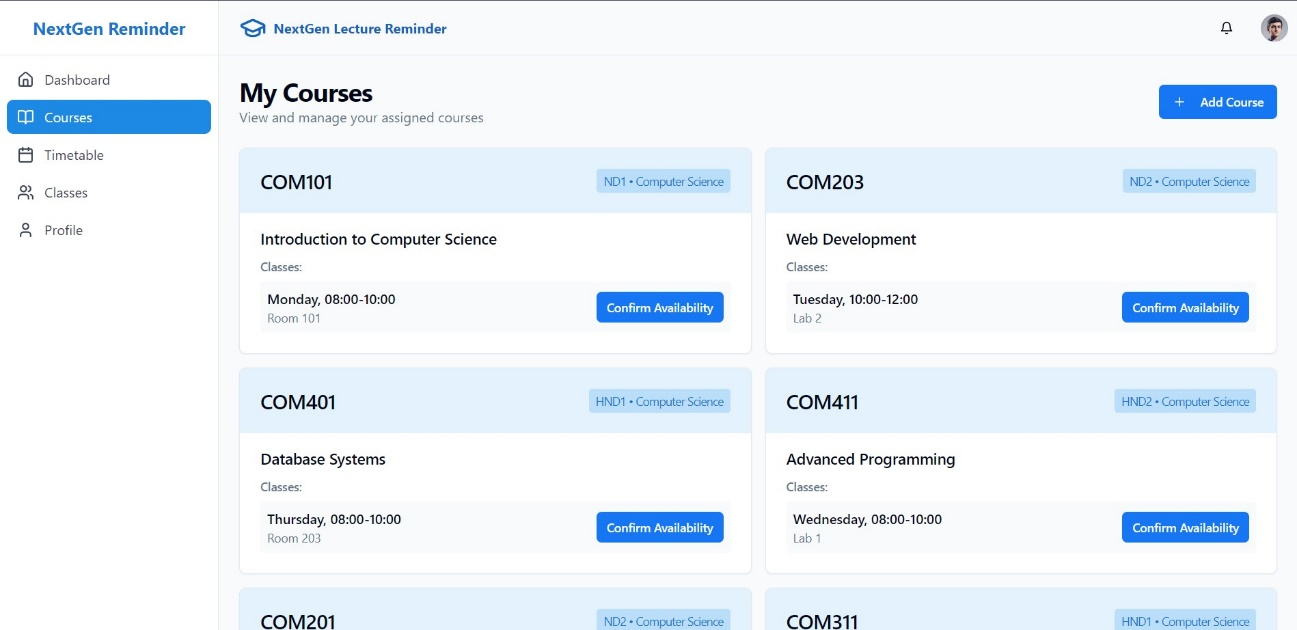 NextGen Reminder
NextGen Lecture Reminder
Dashboard
Courses
Timetable
Classes
Profile
My Courses
View and manage your assigned courses
+ Add Course
COM101
ND1 • Computer Science
Introduction to Computer Science
Classes:
Monday, 08:00-10:00
Room 101
Confirm Availability
COM203
ND2 • Computer Science
Web Development
Classes:
Tuesday, 10:00-12:00
Lab 2
Confirm Availability
COM401
HND1 • Computer Science
Database Systems
Classes:
Thursday, 08:00-10:00
Room 203
Confirm Availability
COM411
HND2 • Computer Science
Advanced Programming
Classes:
Wednesday, 08:00-10:00
Lab 1
Confirm Availability
COM201
ND2 • Computer Science
COM311
HND1 • Computer Science